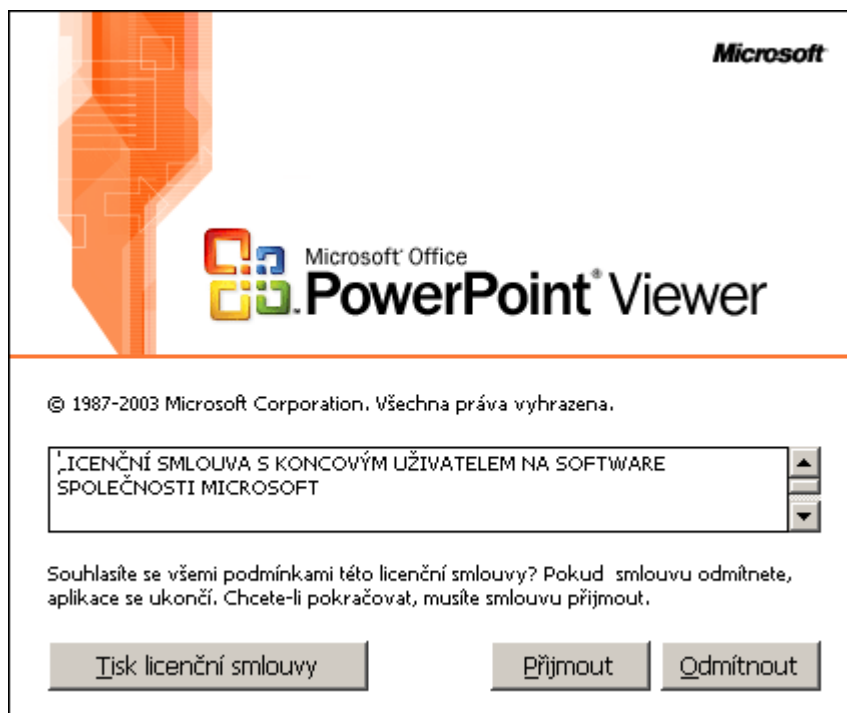 Microsoft
Microsoft® Office
PowerPoint® Viewer
© 1987-2003 Microsoft Corporation. Všechna práva vyhrazena.
LICENČNÍ SMLOUVA S KONCOVÝM UŽIVATELEM NA SOFTWARE
SPOLEČNOSTI MICROSOFT
Souhlasíte se všemi podmínkami této licenční smlouvy? Pokud smlouvu odmítnete,
aplikace se ukončí. Chcete-li pokračovat, musíte smlouvu přijmout.
Tisk licenční smlouvy Přijmout Odmítnout